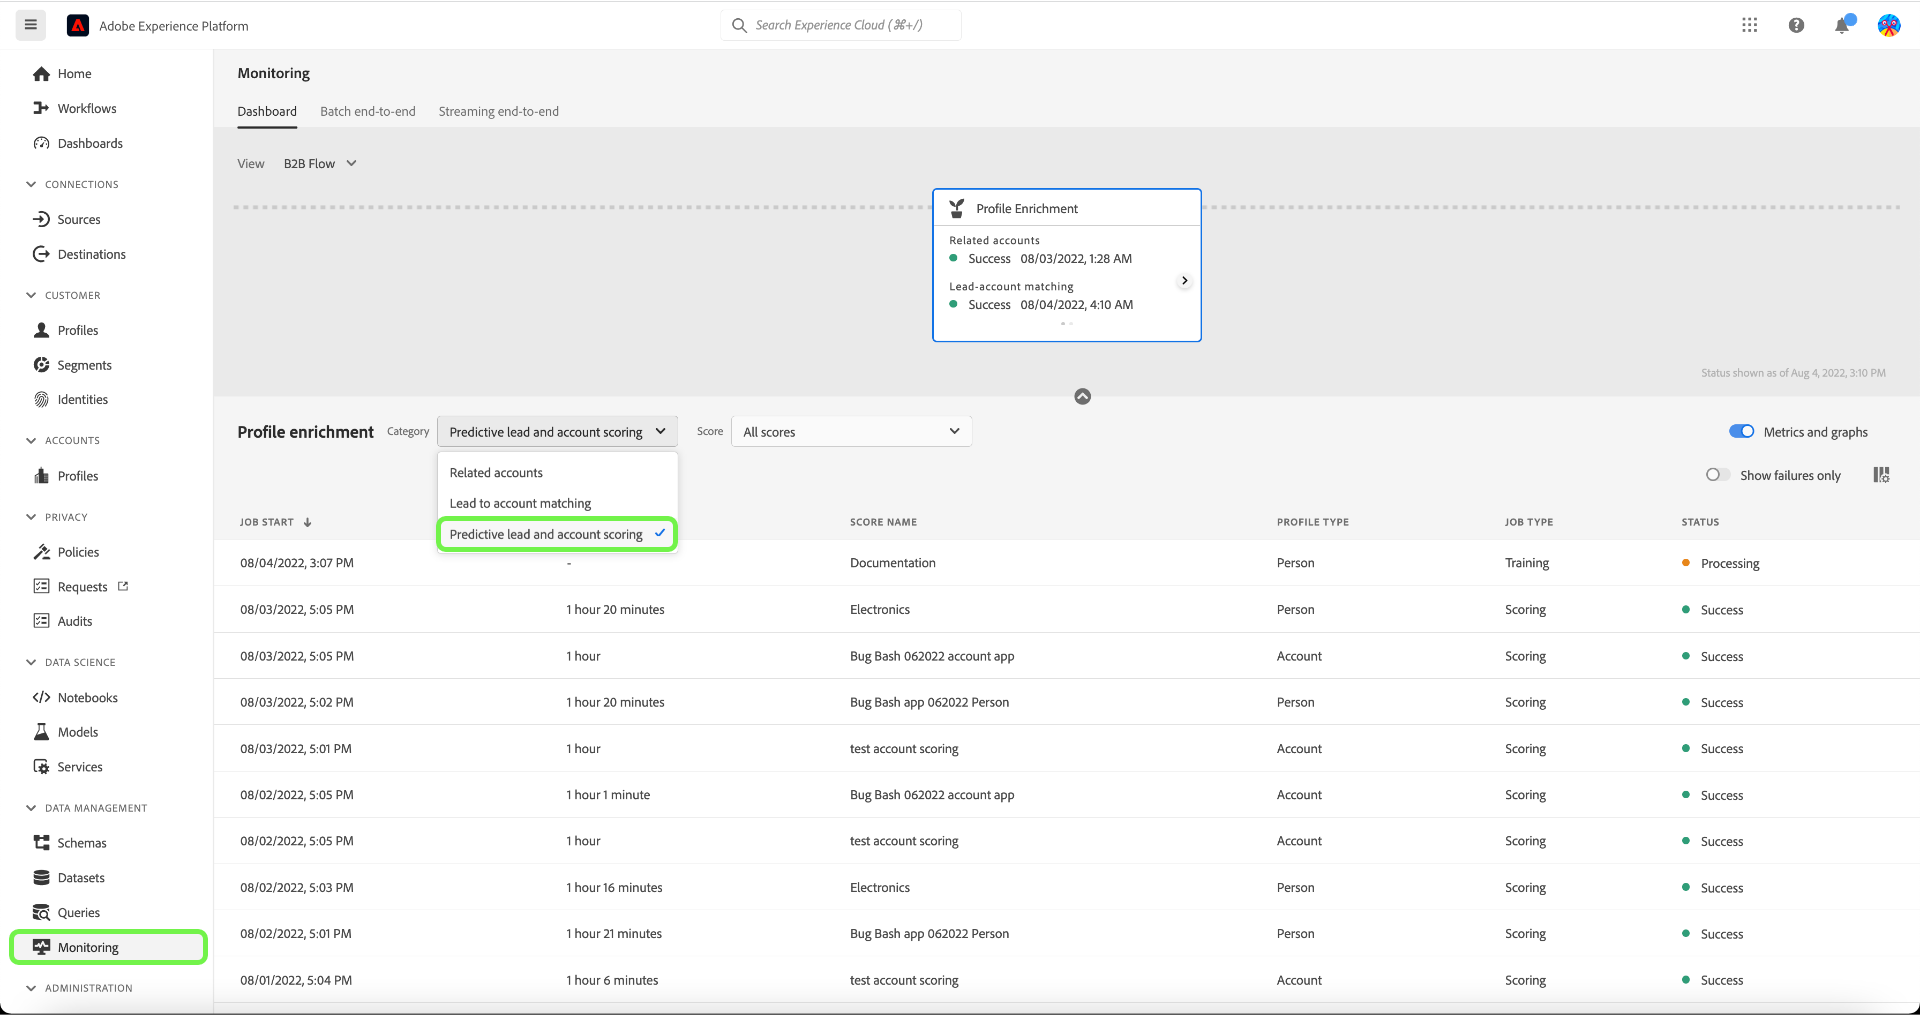 Adobe Experience Platform
Search Experience Cloud (⌘+/)
Home
Workflows
Dashboards
CONNECTIONS
Sources
Destinations
CUSTOMER
Profiles
Segments
Identities
ACCOUNTS
Profiles
PRIVACY
Policies
Requests
Audits
DATA SCIENCE
Notebooks
Models
Services
DATA MANAGEMENT
Schemas
Datasets
Queries
Monitoring
ADMINISTRATION
Monitoring
Dashboard Batch end-to-end Streaming end-to-end
View B2B Flow
Profile Enrichment
Related accounts
Success 08/03/2022, 1:28 AM
Lead-account matching
Success 08/04/2022, 4:10 AM
Status shown as of Aug 4, 2022, 3:10 PM
Profile enrichment Category Predictive lead and account scoring Score All scores Metrics and graphs
Related accounts
Lead to account matching
Predictive lead and account scoring
Show failures only
JOB START SCORE NAME PROFILE TYPE JOB TYPE STATUS
08/04/2022, 3:07 PM - Documentation Person Training Processing
08/03/2022, 5:05 PM 1 hour 20 minutes Electronics Person Scoring Success
08/03/2022, 5:05 PM 1 hour Bug Bash 062022 account app Account Scoring Success
08/03/2022, 5:02 PM 1 hour 20 minutes Bug Bash app 062022 Person Person Scoring Success
08/03/2022, 5:01 PM 1 hour test account scoring Account Scoring Success
08/02/2022, 5:05 PM 1 hour 1 minute Bug Bash 062022 account app Account Scoring Success
08/02/2022, 5:05 PM 1 hour test account scoring Account Scoring Success
08/02/2022, 5:03 PM 1 hour 16 minutes Electronics Person Scoring Success
08/02/2022, 5:01 PM 1 hour 21 minutes Bug Bash app 062022 Person Person Scoring Success
08/01/2022, 5:04 PM 1 hour 6 minutes test account scoring Account Scoring Success